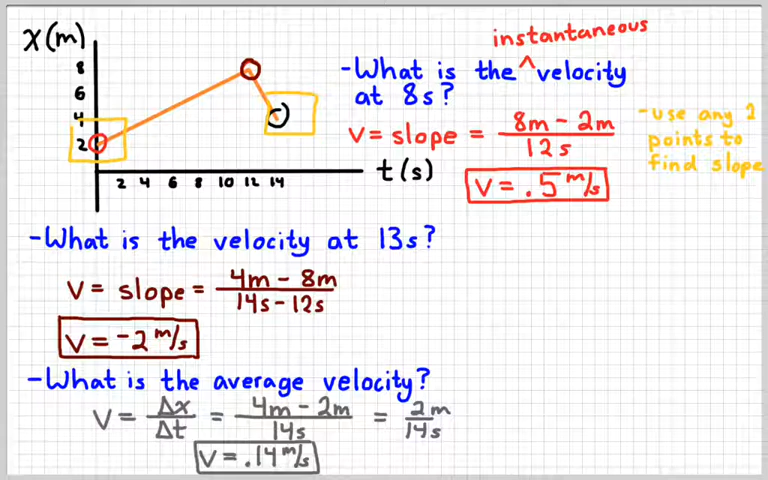 x(m)
8
6
4
2
2 4 6 8 10 12 14
t(s)
instantaneous
-What is the ^ velocity
at 8s?
v = slope = 8m - 2m
12s
v = .5 m/s
-use any 2
points to
find slope
-What is the velocity at 13s?
v = slope = 4m - 8m
14s - 12s
v = -2 m/s
-What is the average velocity?
v = Δx = 4m - 2m = 2m
Δt 14s 14s
v = .14 m/s